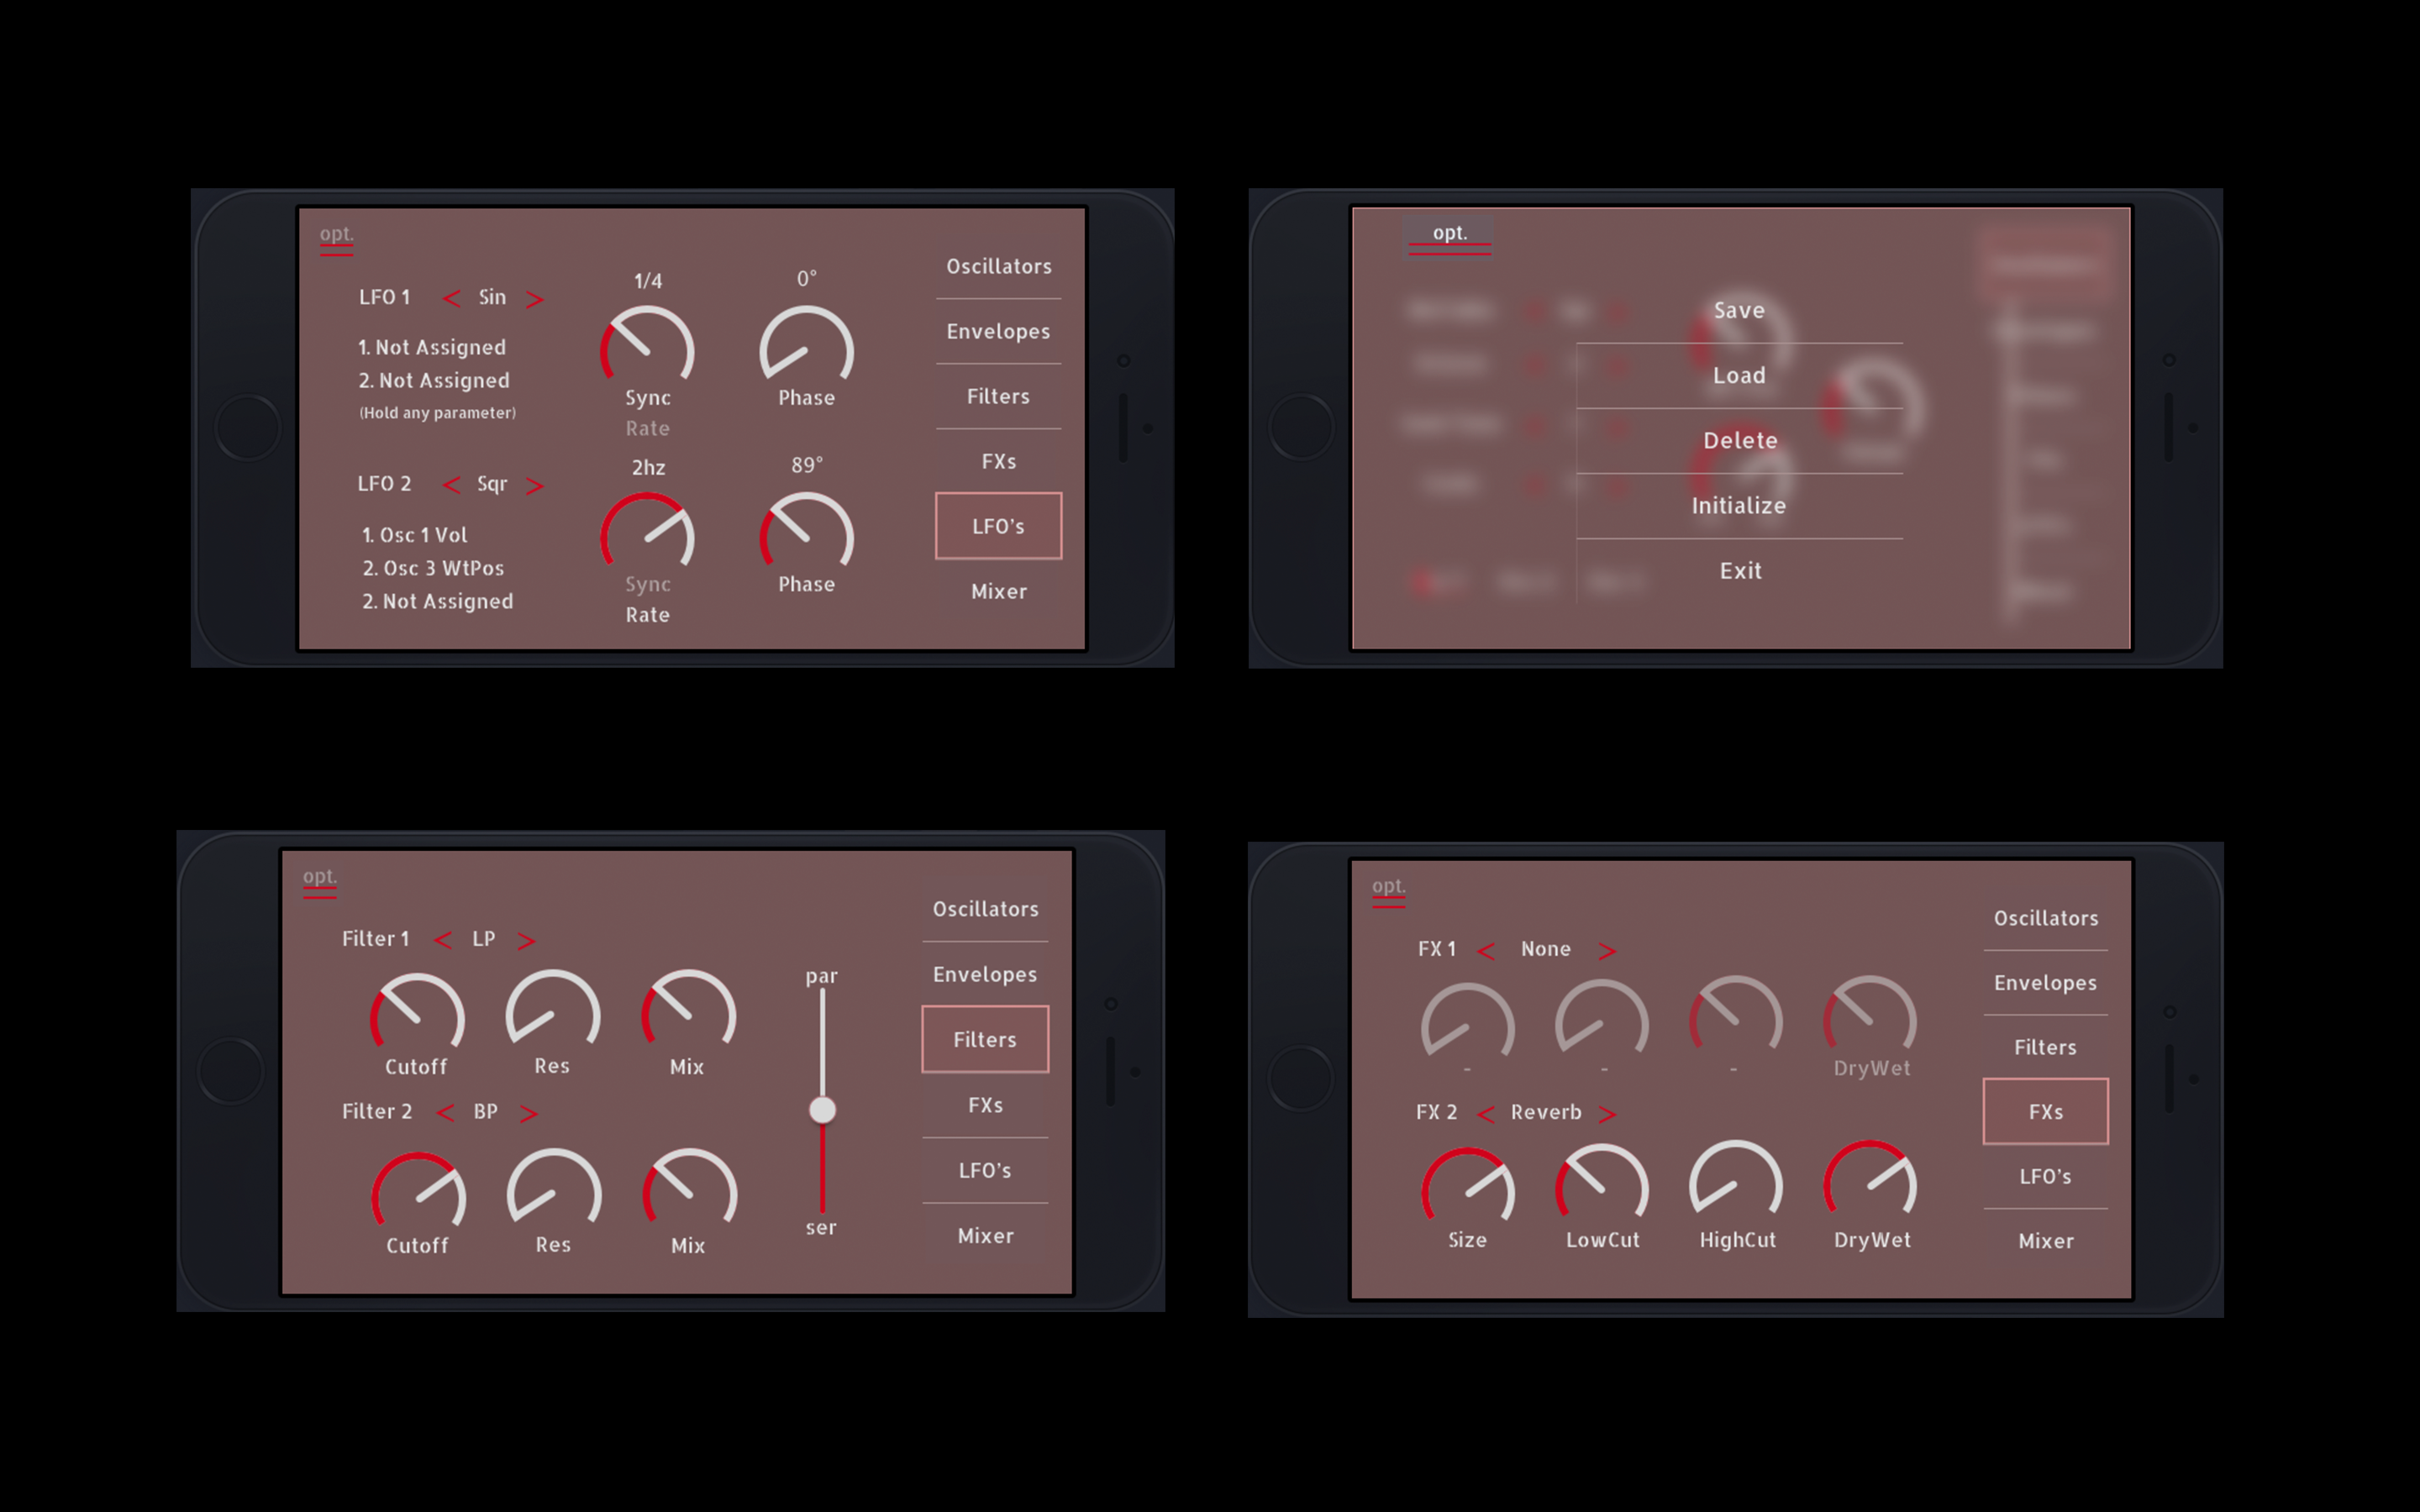 opt.
LFO 1 < Sin >
1. Not Assigned
2. Not Assigned
(Hold any parameter)
1/4
Sync
Rate
0°
Phase
LFO 2 < Sqr >
1. Osc 1 Vol
2. Osc 3 WtPos
2. Not Assigned
2hz
Sync
Rate
89°
Phase
Oscillators
Envelopes
Filters
FXs
LFO's
Mixer
opt.
Save
Load
Delete
Initialize
Exit
opt.
Filter 1 < LP >
Cutoff Res Mix
Filter 2 < BP >
Cutoff Res Mix
par
ser
Oscillators
Envelopes
Filters
FXs
LFO's
Mixer
opt.
FX 1 < None >
- - - DryWet
FX 2 < Reverb >
Size LowCut HighCut DryWet
Oscillators
Envelopes
Filters
FXs
LFO's
Mixer